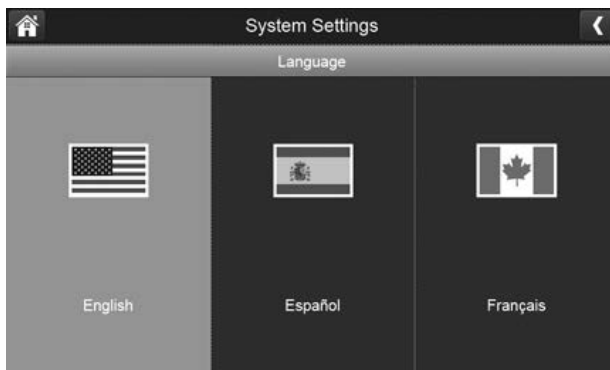 System Settings
Language
English
Español
Français